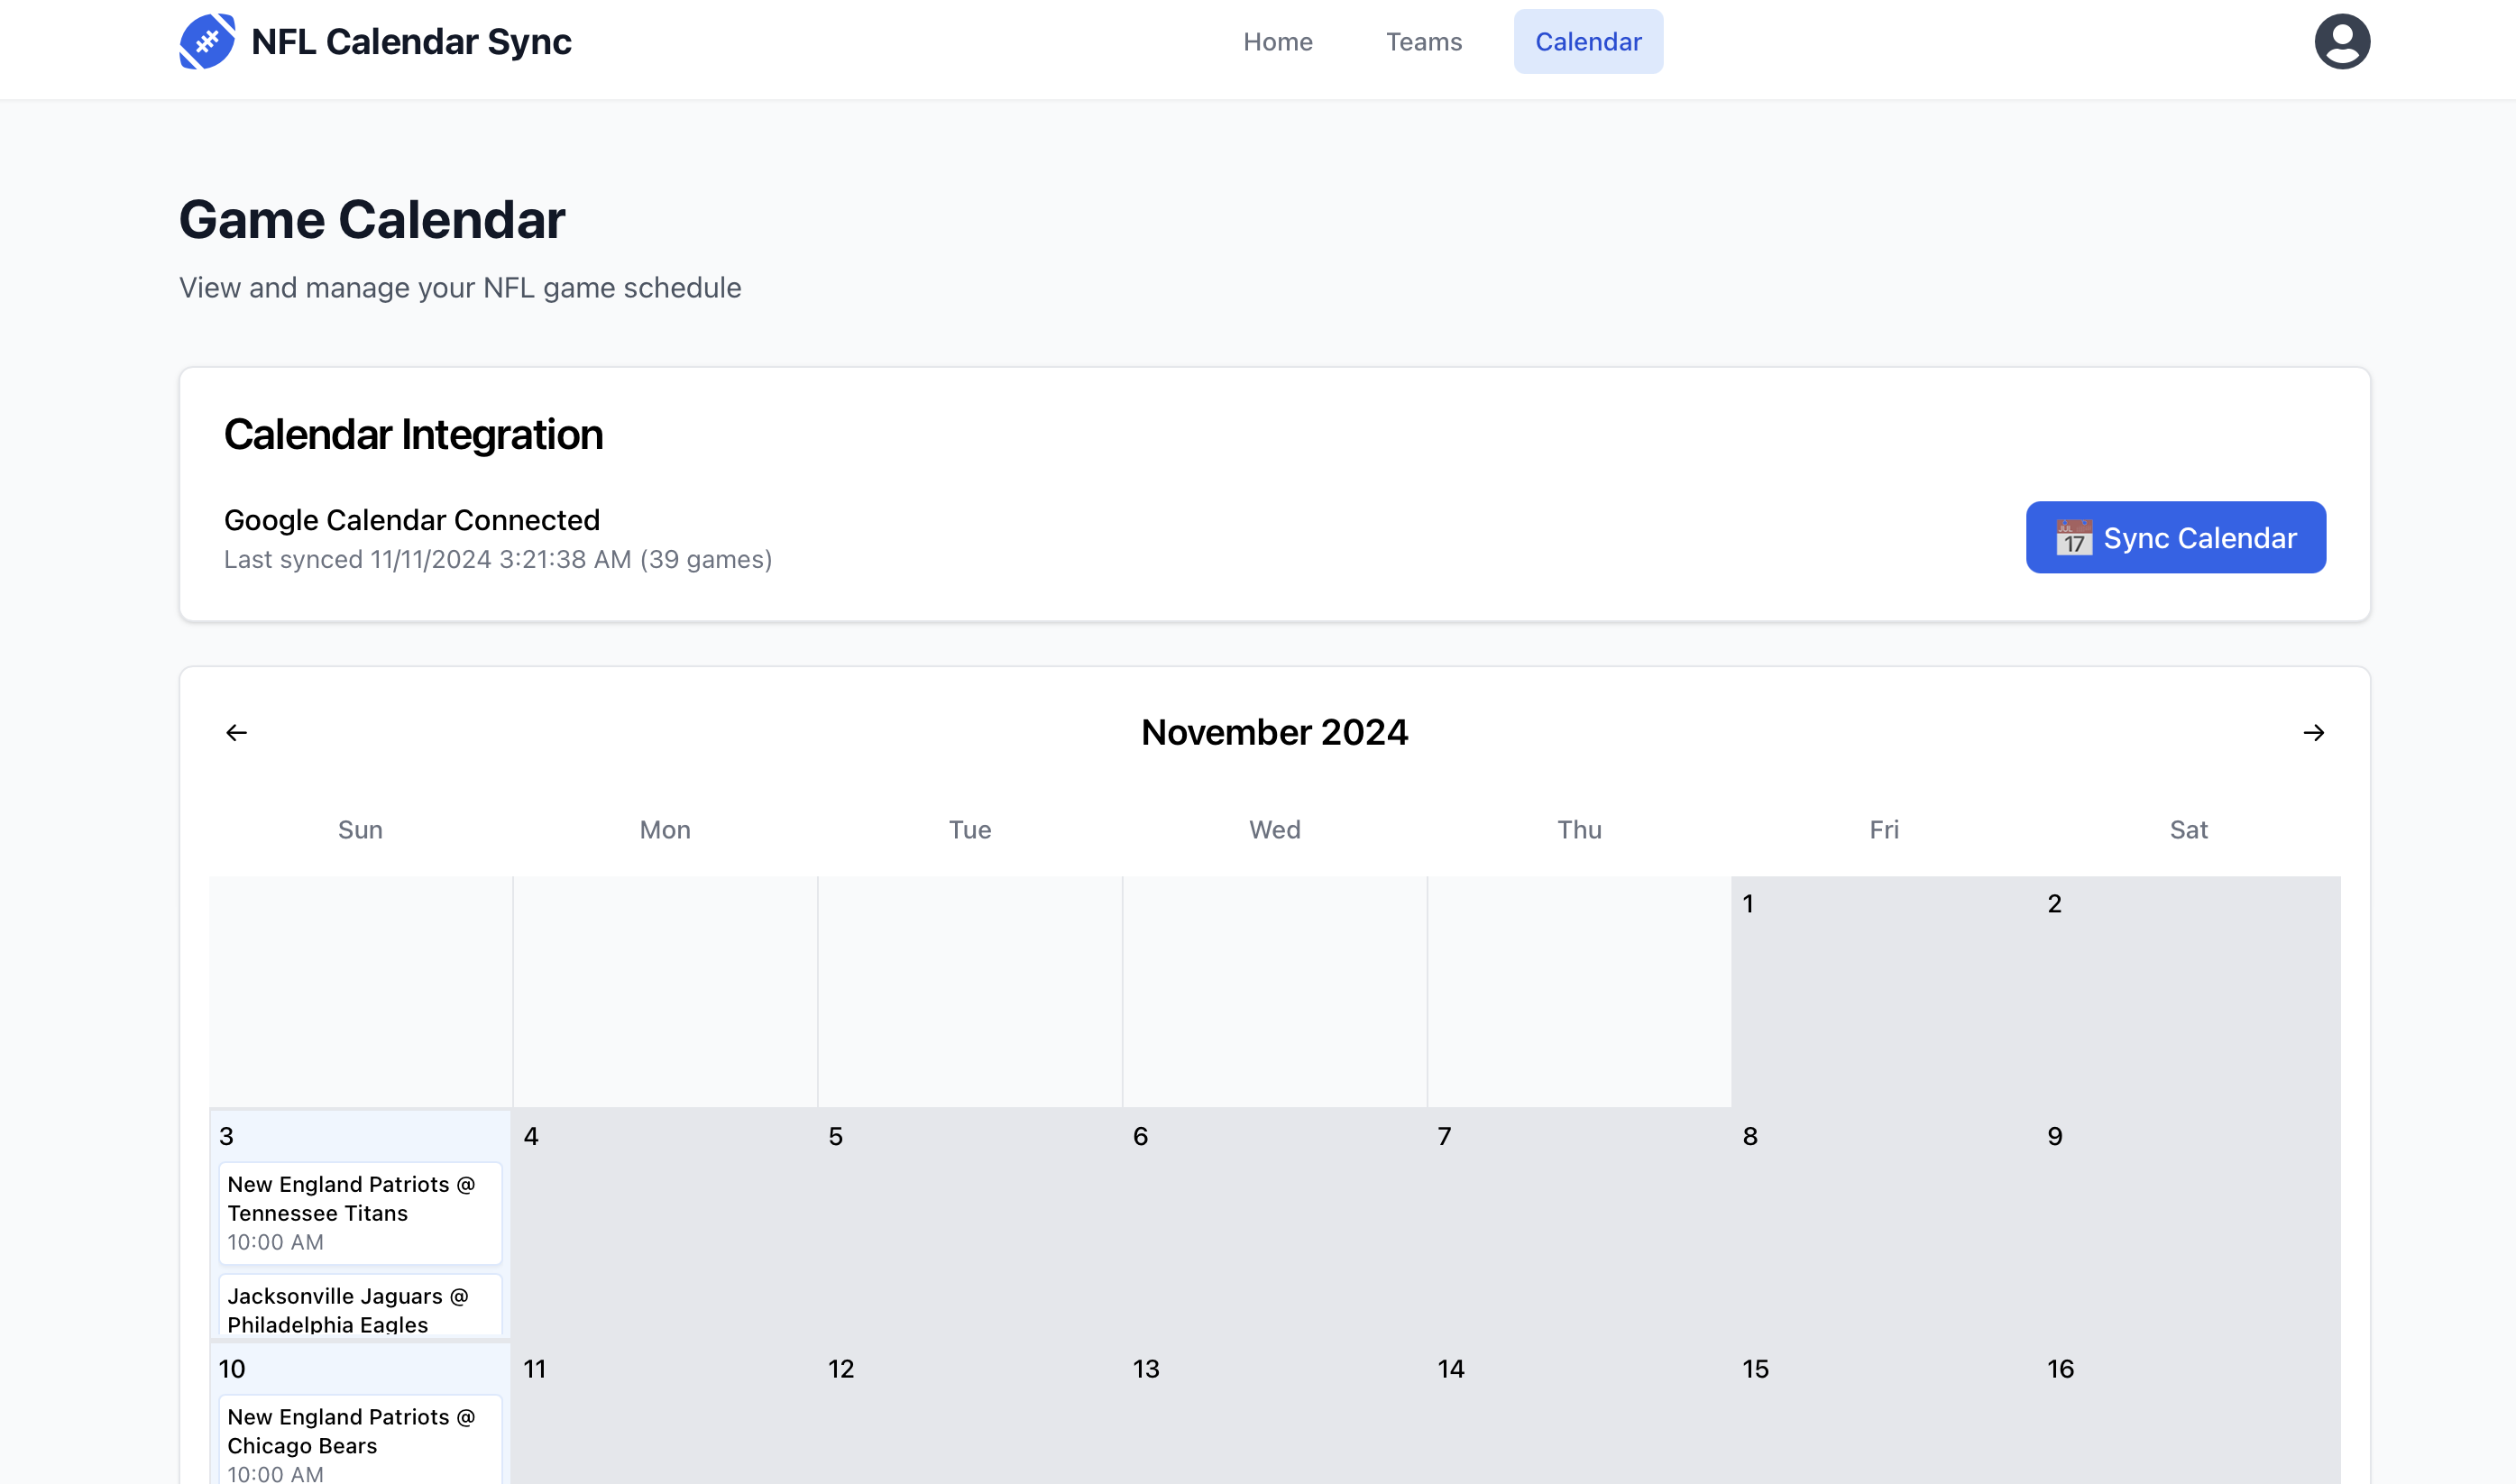 NFL Calendar Sync
Home
Teams
Calendar
Game Calendar
View and manage your NFL game schedule
Calendar Integration
Google Calendar Connected
Last synced 11/11/2024 3:21:38 AM (39 games)
JUL
17
Sync Calendar
←
November 2024
→
Sun
Mon
Tue
Wed
Thu
Fri
Sat
1
2
3
New England Patriots @
Tennessee Titans
10:00 AM
Jacksonville Jaguars @
Philadelphia Eagles
4
5
6
7
8
9
10
New England Patriots @
Chicago Bears
10:00 AM
11
12
13
14
15
16